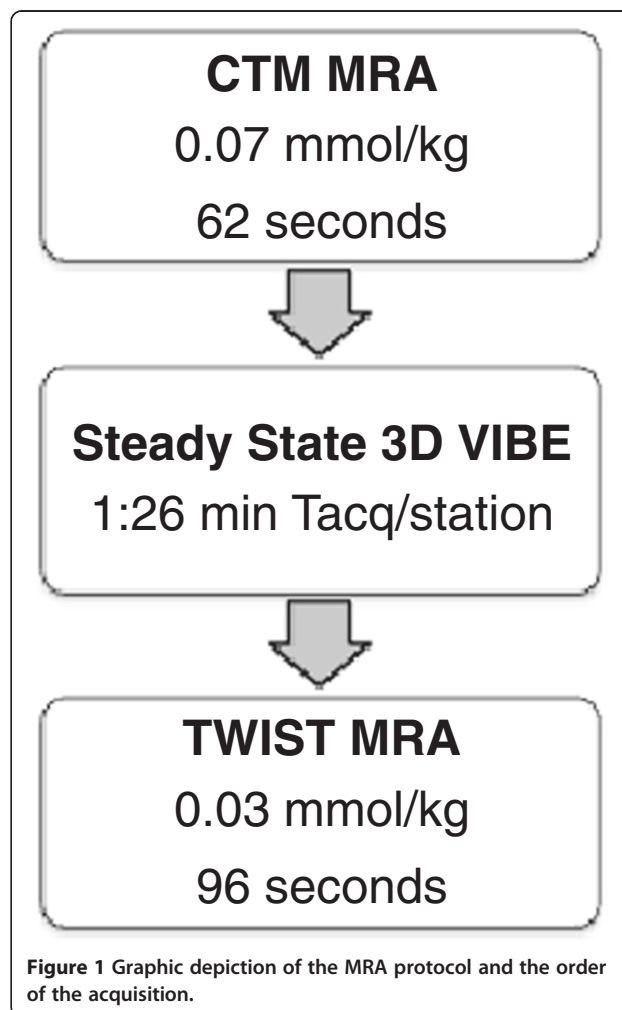 CTM MRA
0.07 mmol/kg
62 seconds
Steady State 3D VIBE
1:26 min Tacq/station
TWIST MRA
0.03 mmol/kg
96 seconds
Figure 1 Graphic depiction of the MRA protocol and the order
of the acquisition.